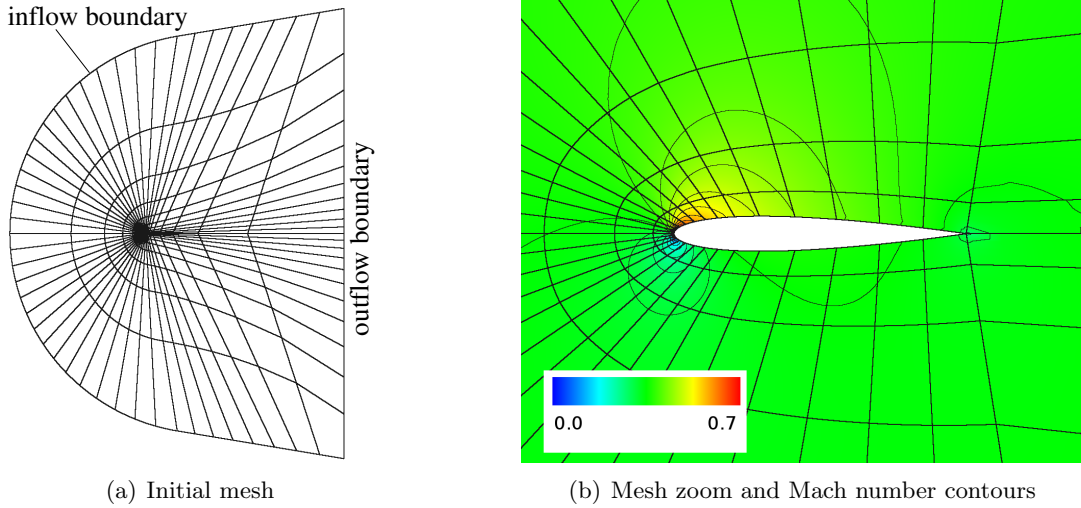 inflow boundary
outflow boundary
0.0 0.7
(a) Initial mesh
(b) Mesh zoom and Mach number contours